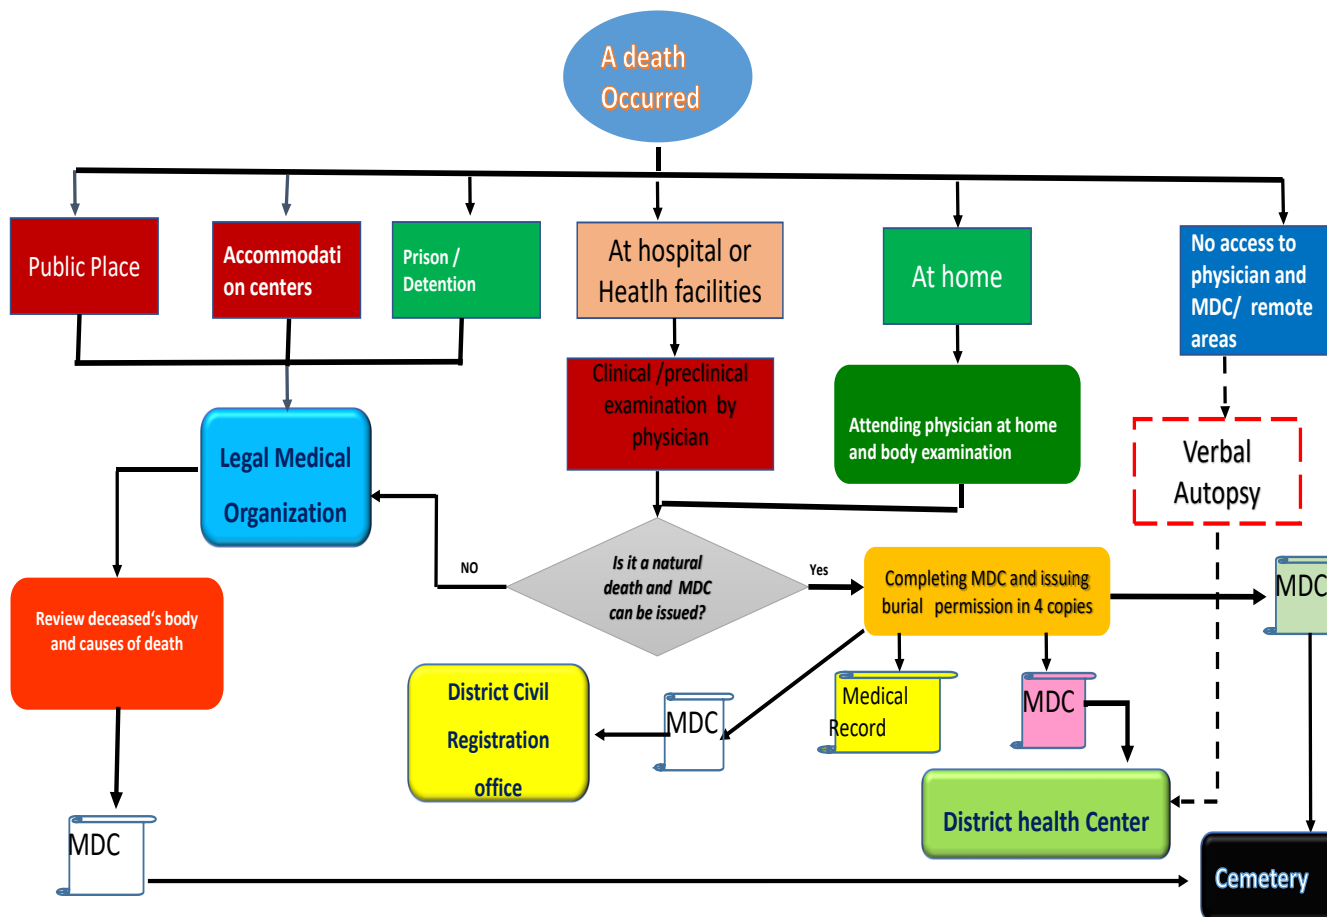 A death
Occurred
Public Place
Accommodati
on centers
Prison /
Detention
At hospital or
Heatlh facilities
At home
No access to
physician and
MDC/ remote
areas
Clinical /preclinical
examination by
physician
Attending physician at home
and body examination
Verbal
Autopsy
Legal Medical
Organization
NO
Is it a natural
death and MDC
can be issued?
Yes
Completing MDC and issuing
burial permission in 4 copies
MDC
Review deceased's body
and causes of death
District Civil
Registration
office
MDC
Medical
Record
MDC
District health Center
MDC
Cemetery